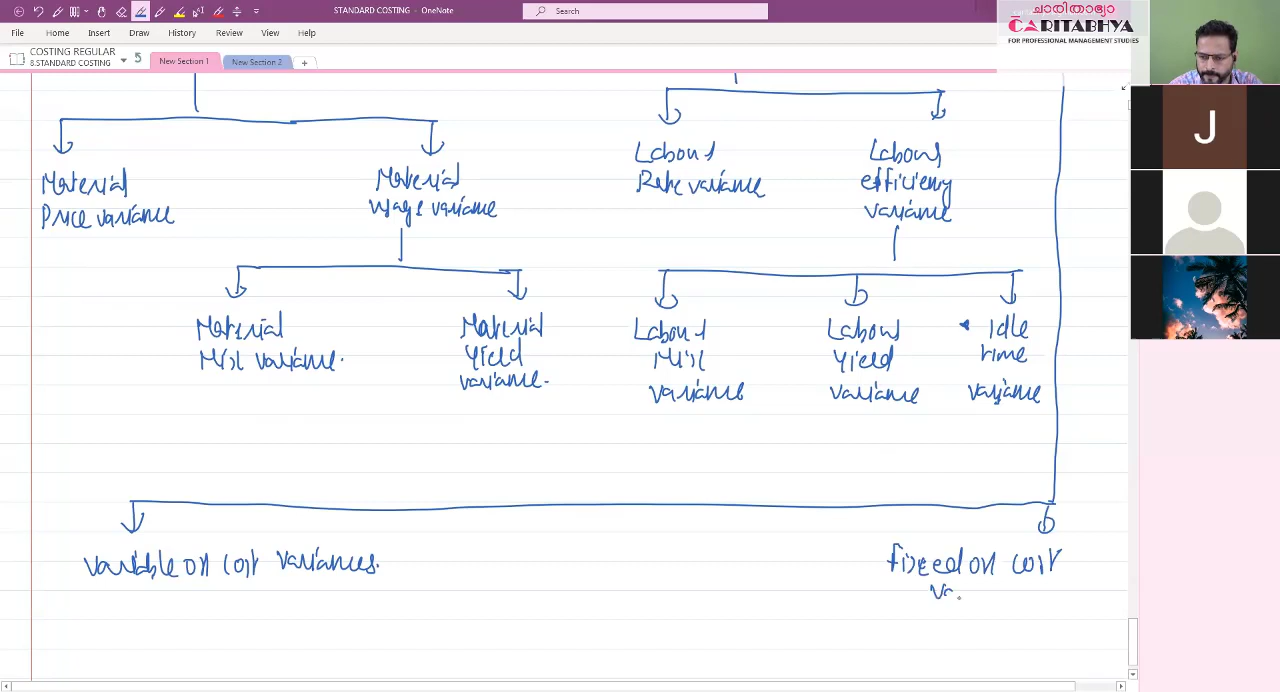 STANDARD COSTING - OneNote
Search
ചാരിതാഭ്യാ
CARITABHYA
FOR PROFESSIONAL MANAGEMENT STUDIES
File Home Insert Draw History Review View Help
COSTING REGULAR
8.STANDARD COSTING
New Section 1
New Section 2
J
Material
Price variance
Material
usage variance
Labour
Rate variance
Labour
efficiency
variance
Material
Mix variance.
Material
Yield
variance.
Labour
Mix
variance
Labour
Yield
variance
Idle
time
variance
variable OH cost variances.
fixed OH cost
va